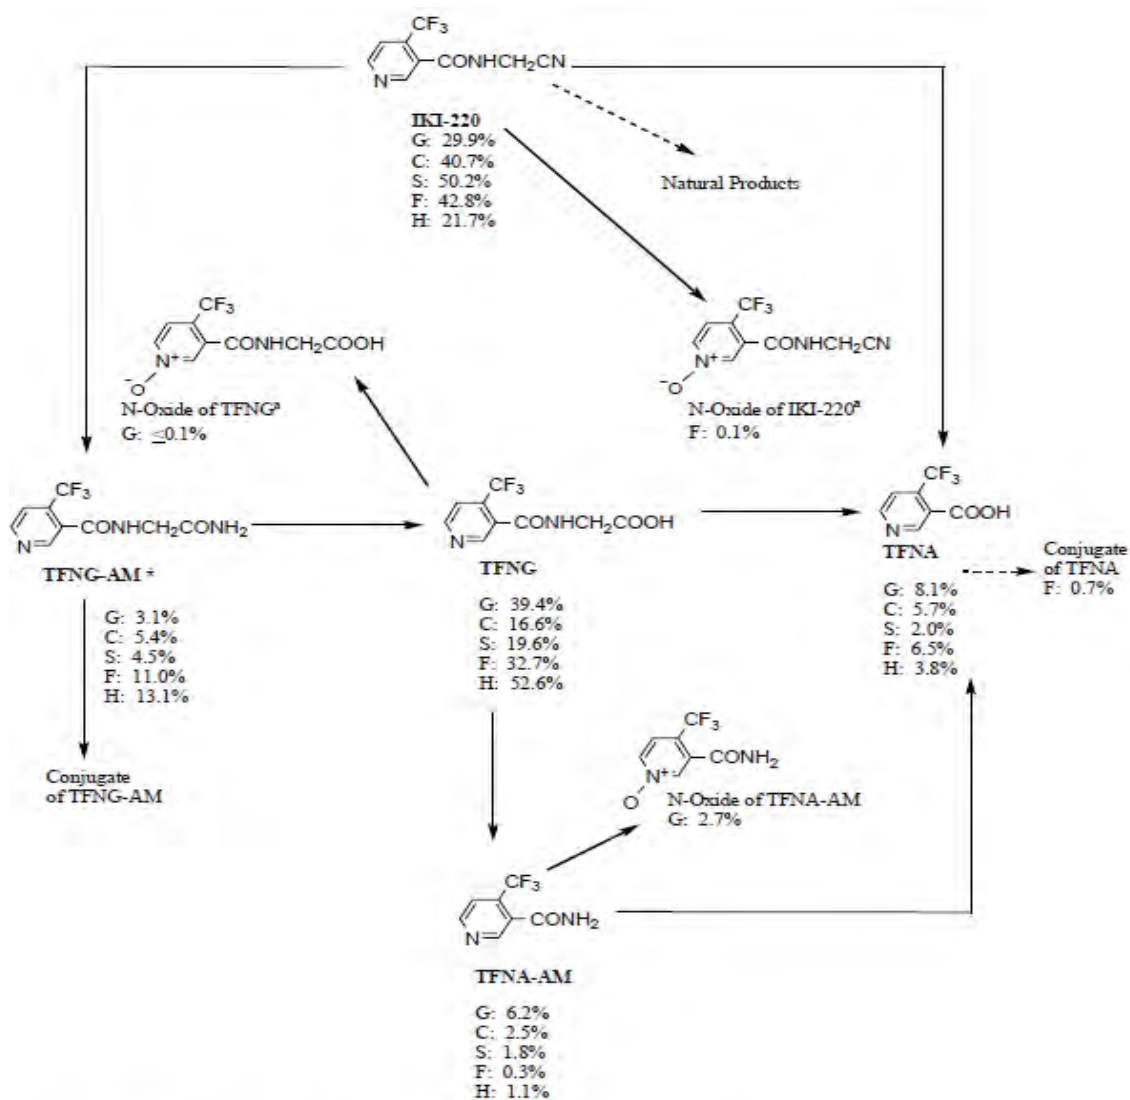 CF3
CONHCH2CN
N
IKI-220
G: 29.9%
C: 40.7%
S: 50.2%
F: 42.8%
H: 21.7%
Natural Products
CF3
CONHCH2COOH
N+
-O
N-Oxide of TFNGª
G: ≤0.1%
CF3
CONHCH2CN
N+
-O
N-Oxide of IKI-220ª
F: 0.1%
CF3
CONHCH2CONH2
N
TFNG-AM ±
G: 3.1%
C: 5.4%
S: 4.5%
F: 11.0%
H: 13.1%
Conjugate
of TFNG-AM
CF3
CONHCH2COOH
N
TFNG
G: 39.4%
C: 16.6%
S: 19.6%
F: 32.7%
H: 52.6%
CF3
COOH
N
TFNA
G: 8.1%
C: 5.7%
S: 2.0%
F: 6.5%
H: 3.8%
Conjugate
of TFNA
F: 0.7%
CF3
CONH2
N+
O
N-Oxide of TFNA-AM
G: 2.7%
CF3
CONH2
N
TFNA-AM
G: 6.2%
C: 2.5%
S: 1.8%
F: 0.3%
H: 1.1%